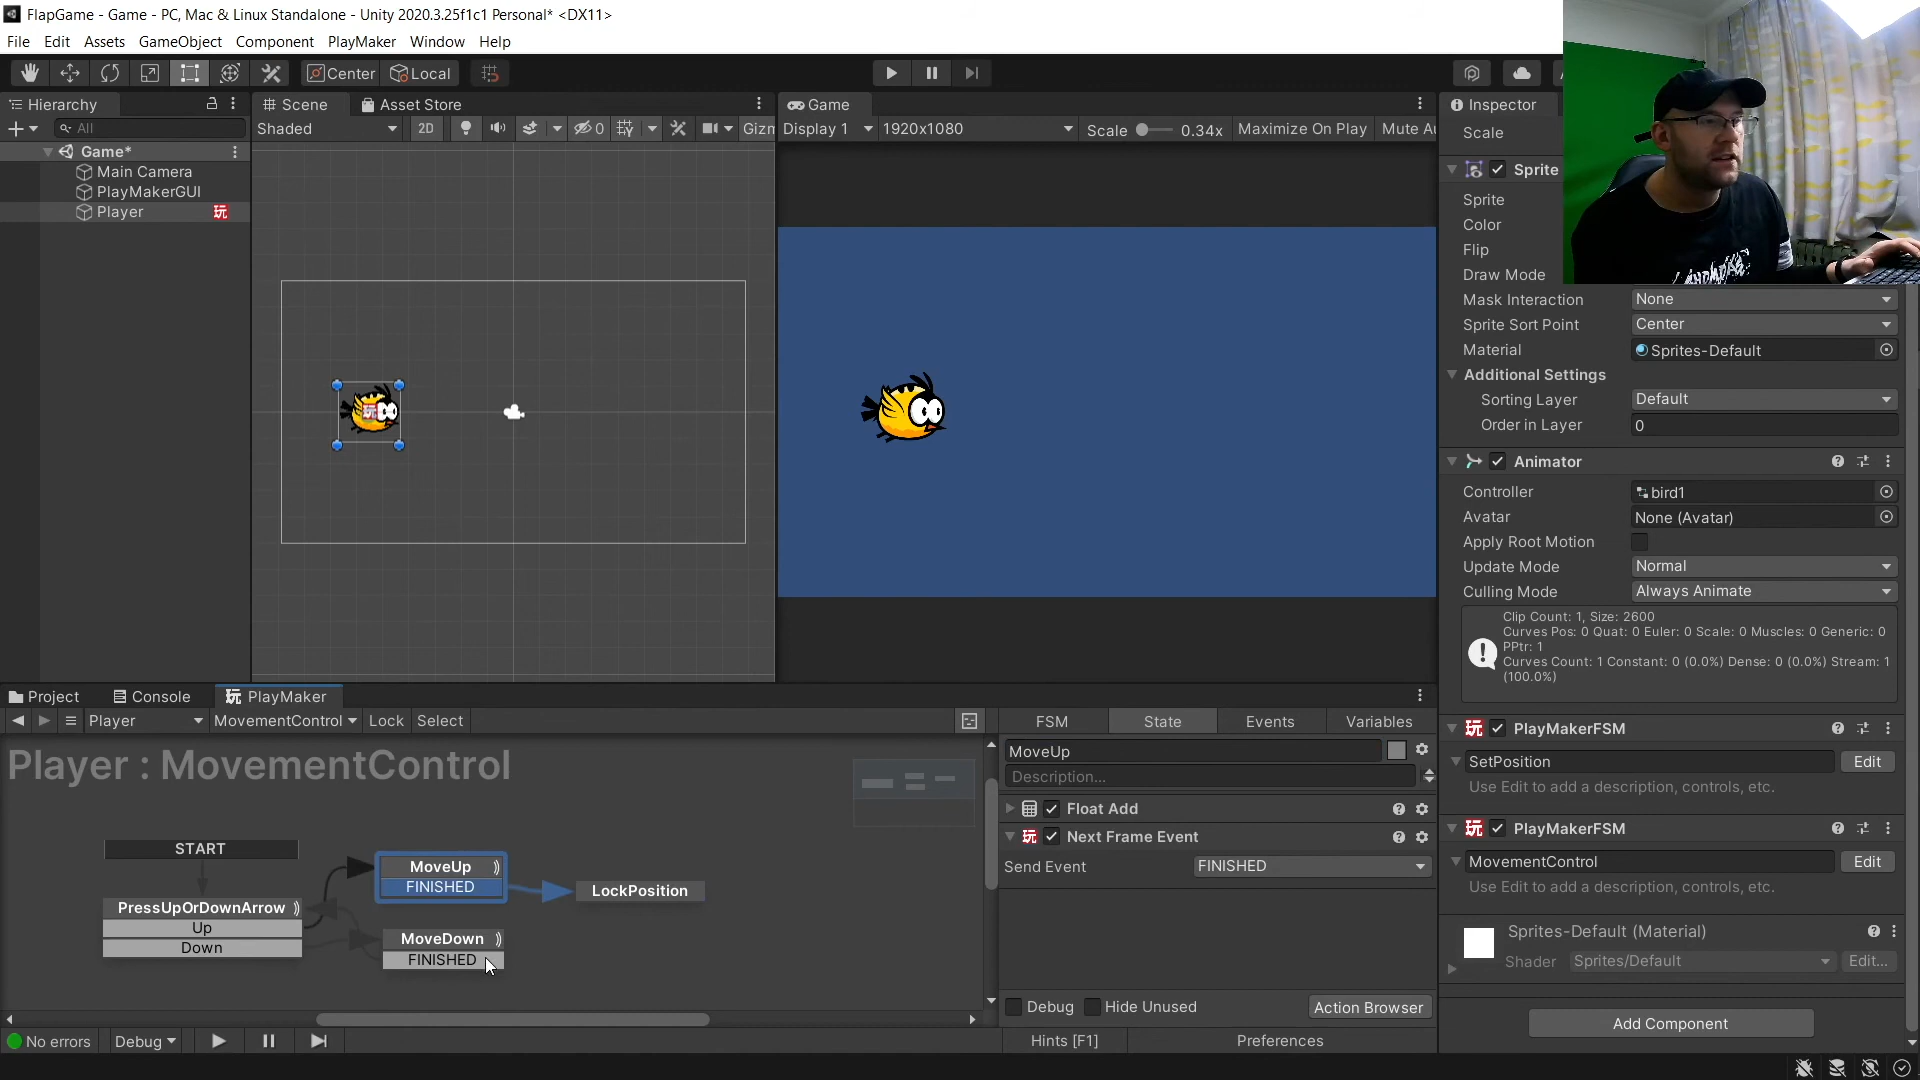 FlapGame - Game - PC, Mac & Linux Standalone - Unity 2020.3.25f1c1 Personal* <DX11>
File Edit Assets GameObject Component PlayMaker Window Help
Center Local
Hierarchy
All
Game*
Main Camera
PlayMakerGUI
Player 玩
Scene Asset Store
Shaded 2D 0 Gizm
玩
Game
Display 1 1920x1080 Scale 0.34x Maximize On Play Mute Au
Inspector
Scale
Sprite
Sprite
Color
Flip
Draw Mode
Mask Interaction None
Sprite Sort Point Center
Material Sprites-Default
Additional Settings
Sorting Layer Default
Order in Layer 0
Animator
Controller bird1
Avatar None (Avatar)
Apply Root Motion
Update Mode Normal
Culling Mode Always Animate
Clip Count: 1, Size: 2600
Curves Pos: 0 Quat: 0 Euler: 0 Scale: 0 Muscles: 0 Generic: 0
PPtr: 1
Curves Count: 1 Constant: 0 (0.0%) Dense: 0 (0.0%) Stream: 1
(100.0%)
玩 PlayMakerFSM
SetPosition Edit
Use Edit to add a description, controls, etc.
玩 PlayMakerFSM
MovementControl Edit
Use Edit to add a description, controls, etc.
Sprites-Default (Material)
Shader Sprites/Default Edit...
Add Component
Project Console 玩 PlayMaker
Player MovementControl Lock Select
Player : MovementControl
START
PressUpOrDownArrow
Up
Down
MoveUp
FINISHED
MoveDown
FINISHED
LockPosition
FSM State Events Variables
MoveUp
Description...
Float Add
玩 Next Frame Event
Send Event FINISHED
Debug Hide Unused Action Browser
No errors Debug Hints [F1] Preferences